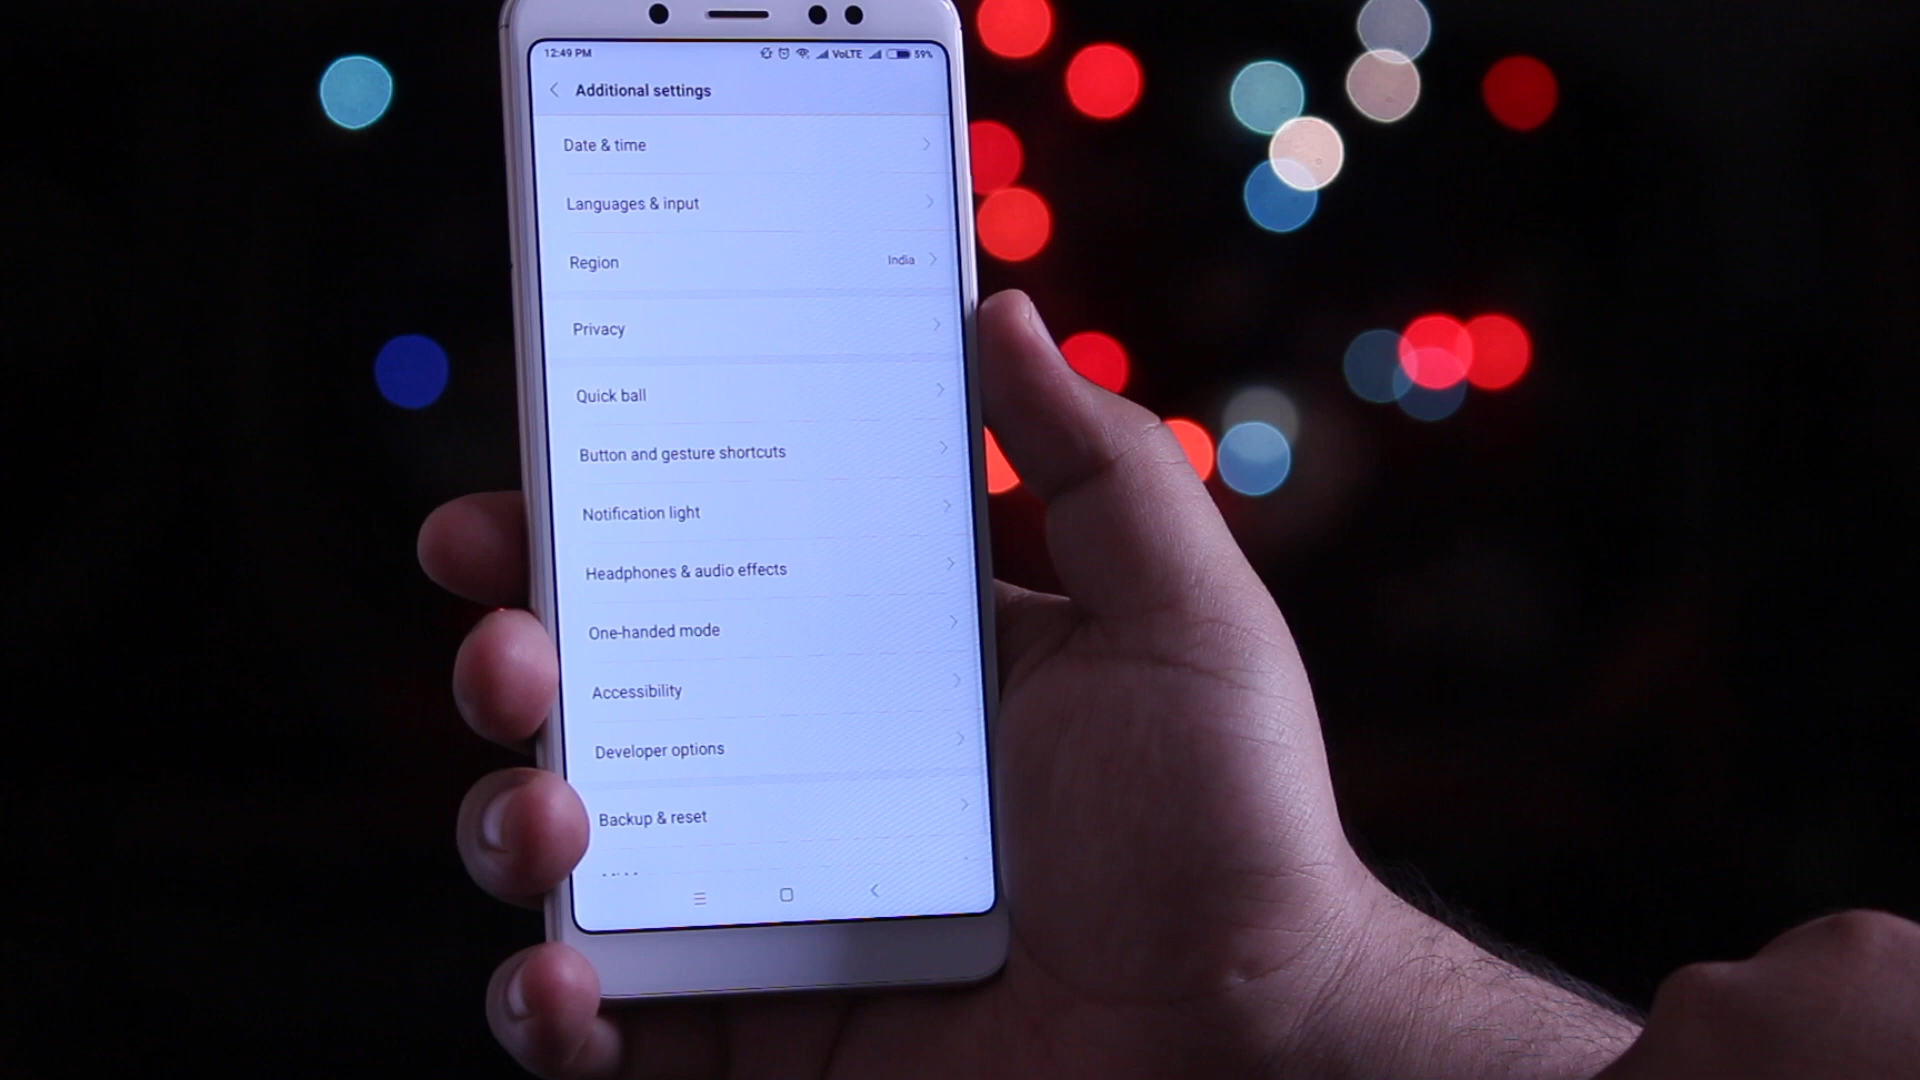 12:49 PM VoLTE 59%
Additional settings
Date & time
Languages & input
Region India
Privacy
Quick ball
Button and gesture shortcuts
Notification light
Headphones & audio effects
One-handed mode
Accessibility
Developer options
Backup & reset